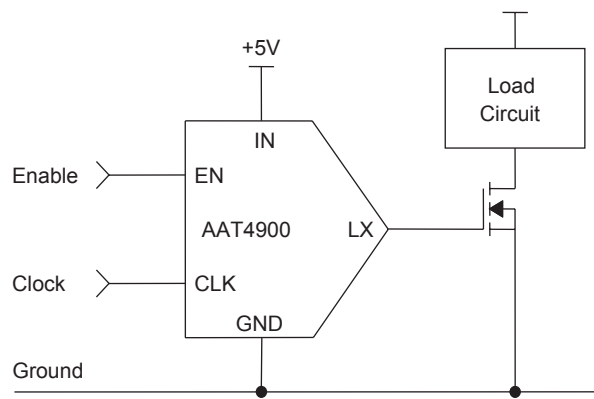 +5V
Load
Circuit
IN
Enable
EN
AAT4900
LX
Clock
CLK
GND
Ground